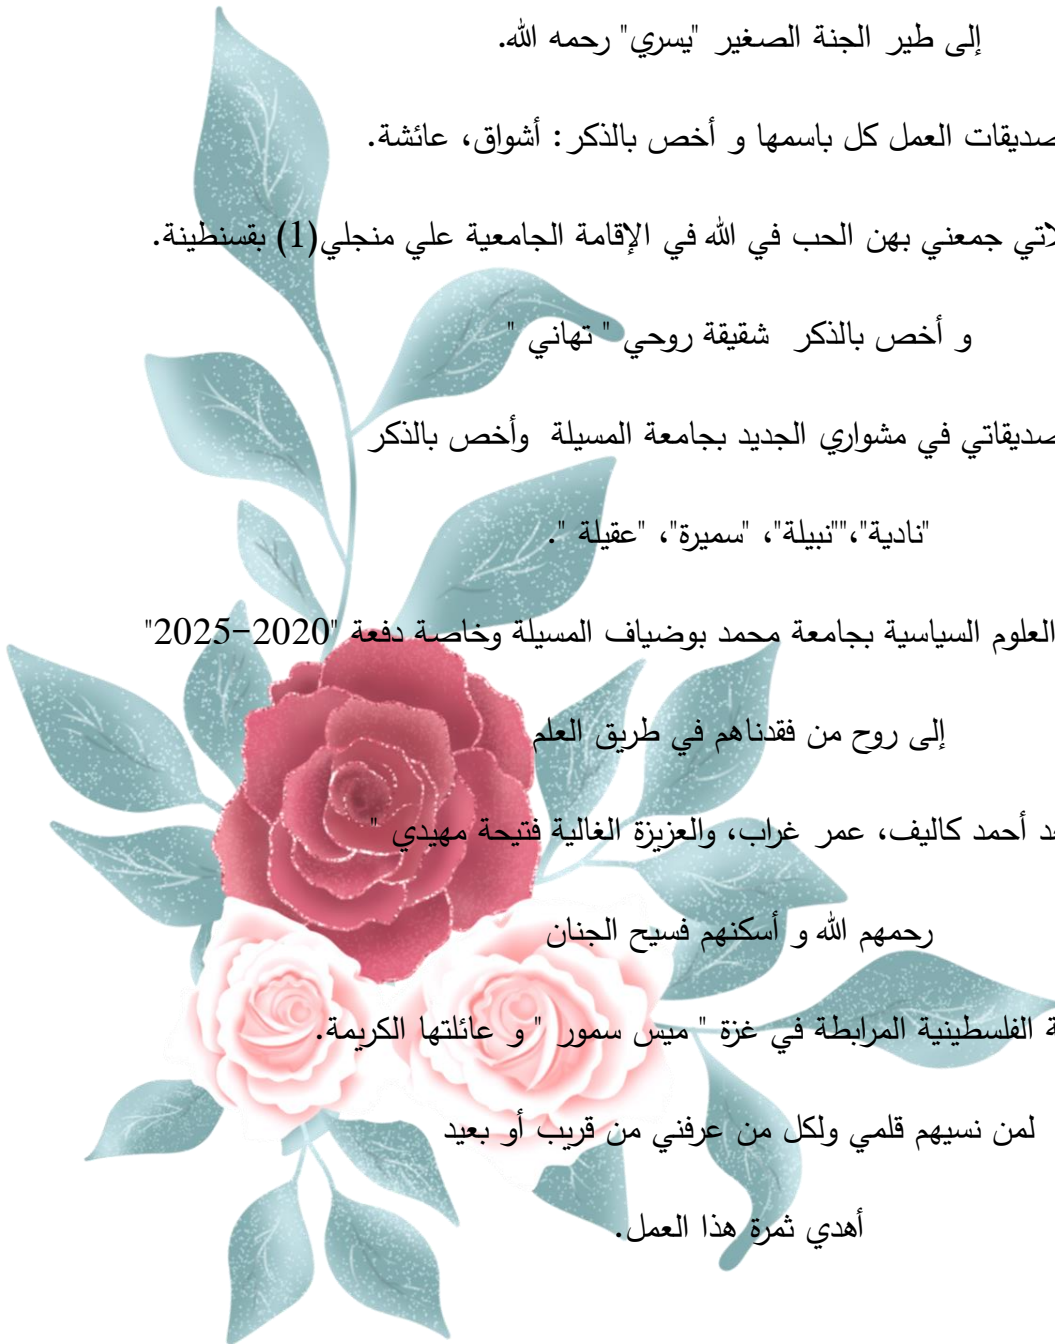 إلى طير الجنة الصغير "يسري" رحمه الله.
صديقات العمل كل باسمها و أخص بالذكر : أشواق، عائشة.
جمعني بهن الحب في الله في الإقامة الجامعية علي منجلي(1) بقسنطينة.
و أخص بالذكر شقيقة روحي " تهاني "
صديقاتي في مشواري الجديد بجامعة المسيلة وأخص بالذكر
"نادية"،""نبيلة"، "سميرة"، "عقيلة ".
العلوم السياسية بجامعة محمد بوضياف المسيلة وخاصة دفعة "2020-2025"
إلى روح من فقدناهم في طريق العلم
أحمد كاليف، عمر غراب، والعزيزة الغالية فتيحة مهيدي "
رحمهم الله و أسكنهم فسيح الجنان
الفلسطينية المرابطة في غزة " ميس سمور " و عائلتها الكريمة.
لمن نسيهم قلمي ولكل من عرفني من قريب أو بعيد
أهدي ثمرة هذا العمل.